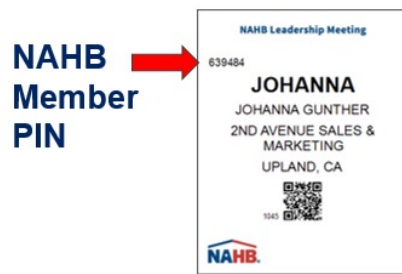 NAHB
Member
PIN
NAHB Leadership Meeting
639484
JOHANNA
JOHANNA GUNTHER
2ND AVENUE SALES &
MARKETING
UPLAND, CA
1045
NAHB.